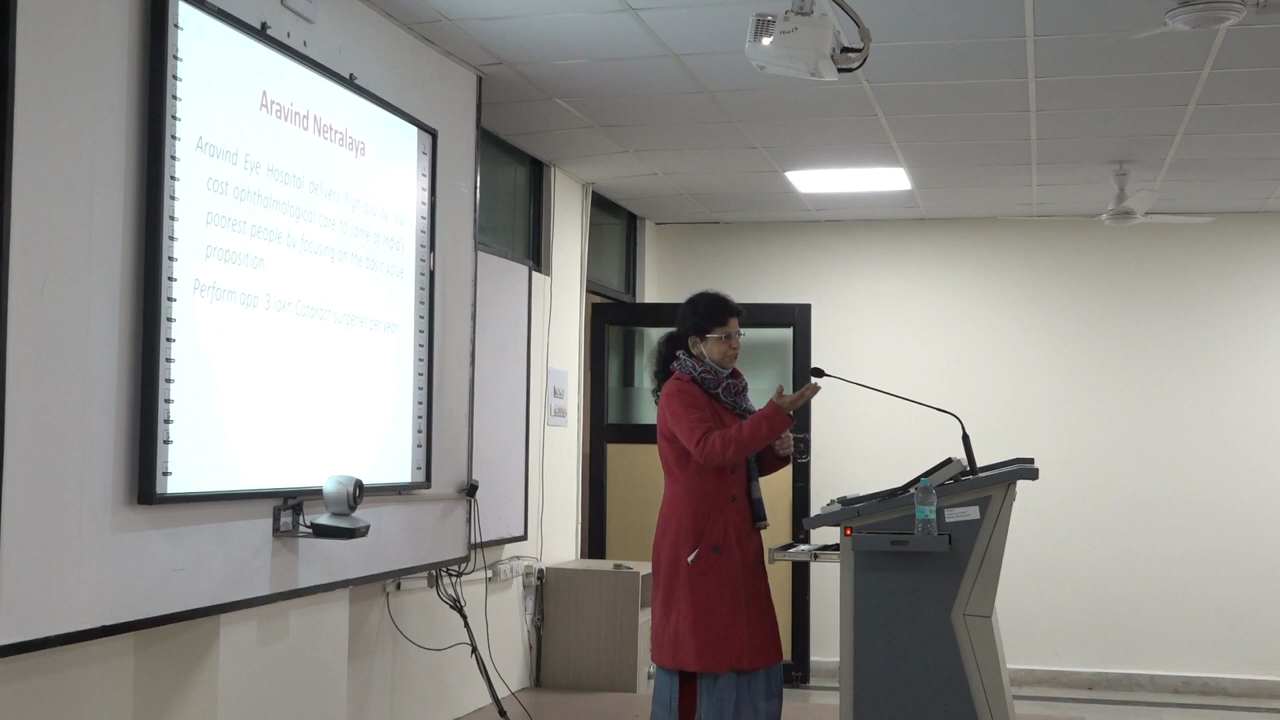 Aravind Netralaya
Aravind Eye Hospital delivers high quality, low
cost ophthalmological care to some of India's
poorest people by focusing on the basic value
proposition.
Perform app. 3 lakh Cataract surgeries per year